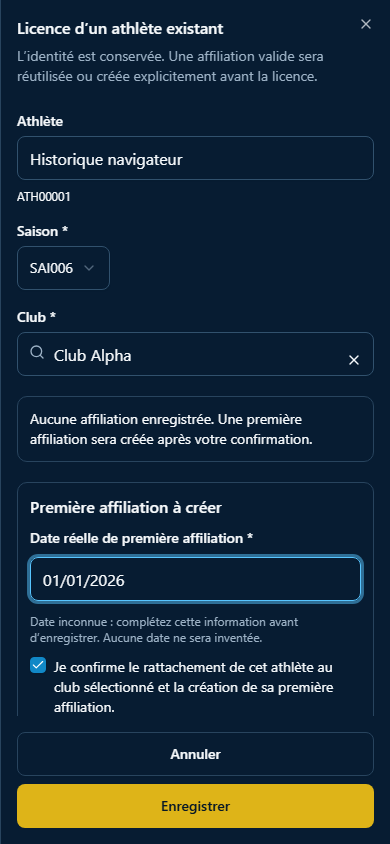 Licence d’un athlète existant
L’identité est conservée. Une affiliation valide sera
réutilisée ou créée explicitement avant la licence.
Athlète
Historique navigateur
ATH00001
Saison *
SAI006
Club *
Club Alpha
Aucune affiliation enregistrée. Une première
affiliation sera créée après votre confirmation.
Première affiliation à créer
Date réelle de première affiliation *
01/01/2026
Date inconnue : complétez cette information avant
d’enregistrer. Aucune date ne sera inventée.
Je confirme le rattachement de cet athlète au
club sélectionné et la création de sa première
affiliation.
Annuler
Enregistrer